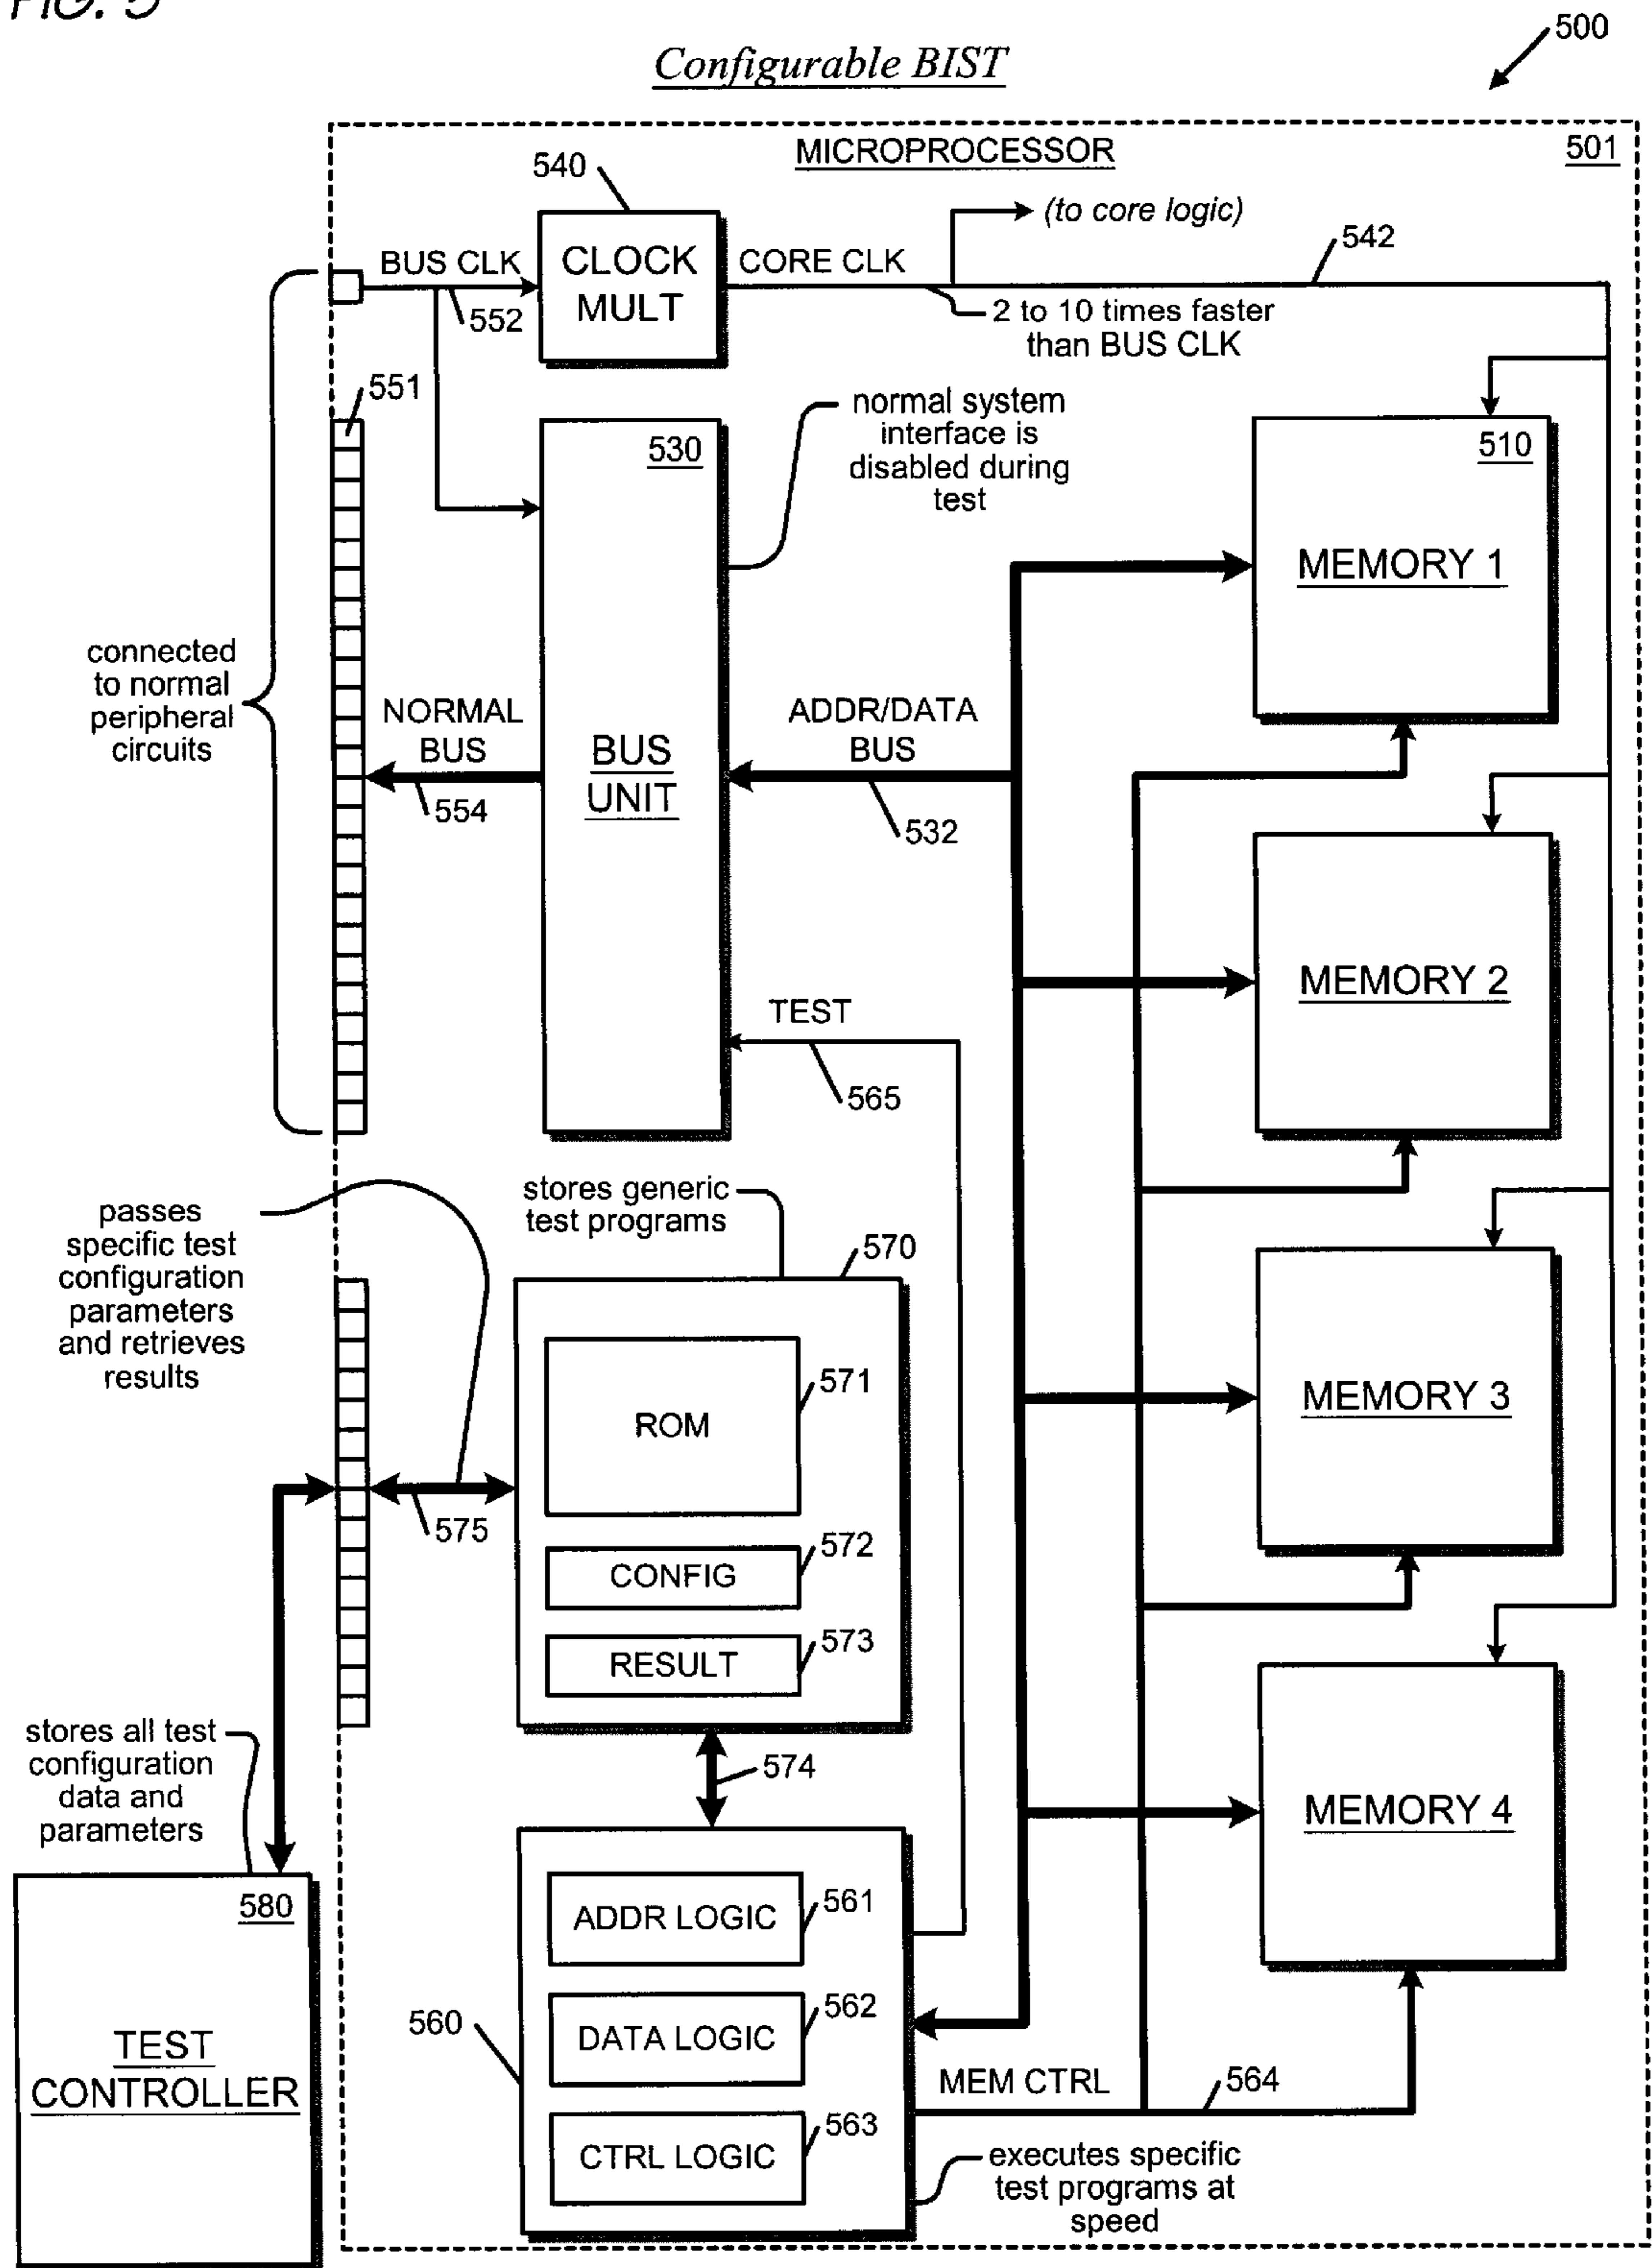 FIG. 5
Configurable BIST
500
MICROPROCESSOR
501
540
(to core logic)
BUS CLK
CLOCK
MULT
CORE CLK
542
552
2 to 10 times faster
than BUS CLK
551
530
normal system
interface is
disabled during
test
510
MEMORY 1
connected
to normal
peripheral
circuits
NORMAL
BUS
554
BUS
UNIT
ADDR/DATA
BUS
532
MEMORY 2
TEST
565
passes
specific test
configuration
parameters
and retrieves
results
stores generic
test programs
570
ROM
571
MEMORY 3
575
CONFIG
572
RESULT
573
574
stores all test
configuration
data and
parameters
MEMORY 4
580
TEST
CONTROLLER
560
ADDR LOGIC
561
DATA LOGIC
562
CTRL LOGIC
563
MEM CTRL
564
executes specific
test programs at
speed